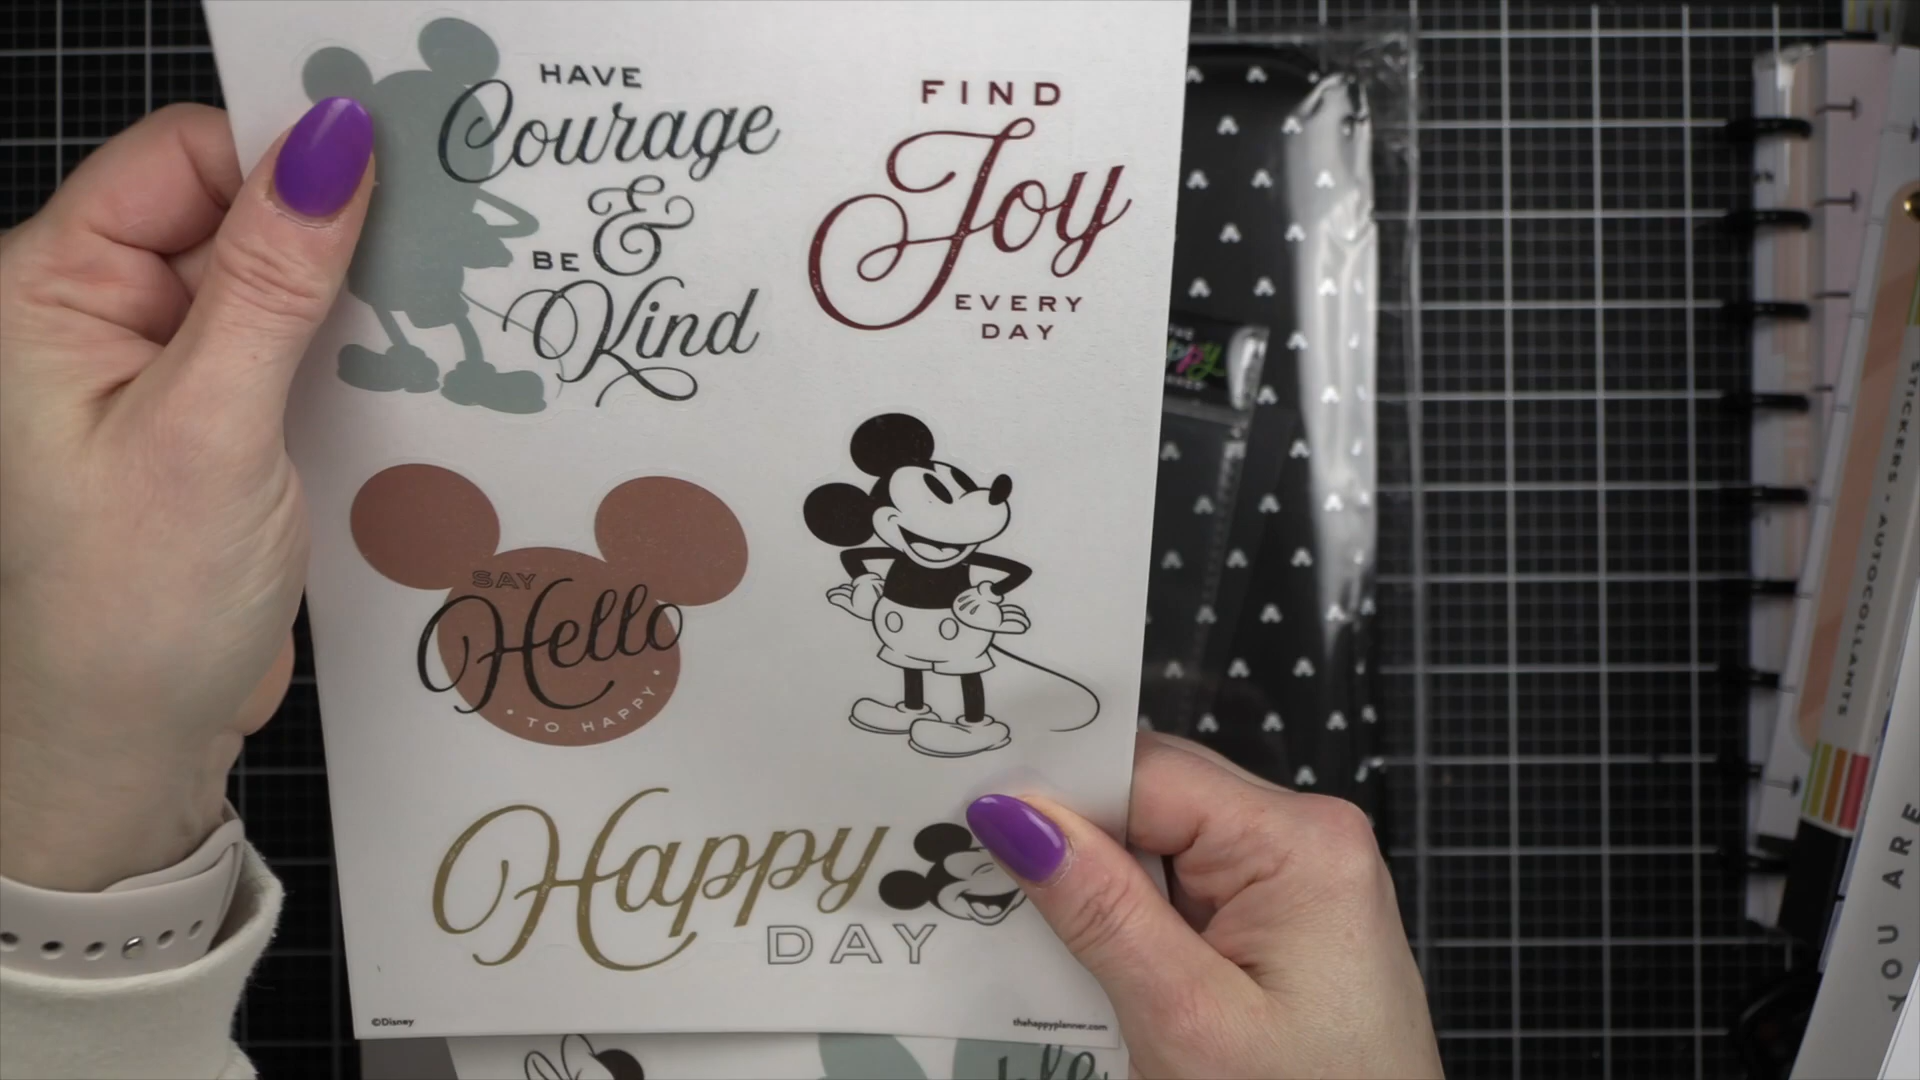 HAVE
Courage
&
BE
Kind
FIND
Joy
EVERY
DAY
SAY
Hello
• TO HAPPY •
Happy
DAY
©Disney
thehappyplanner.com
STICKERS • AUTOCOLLANTS
YOU ARE